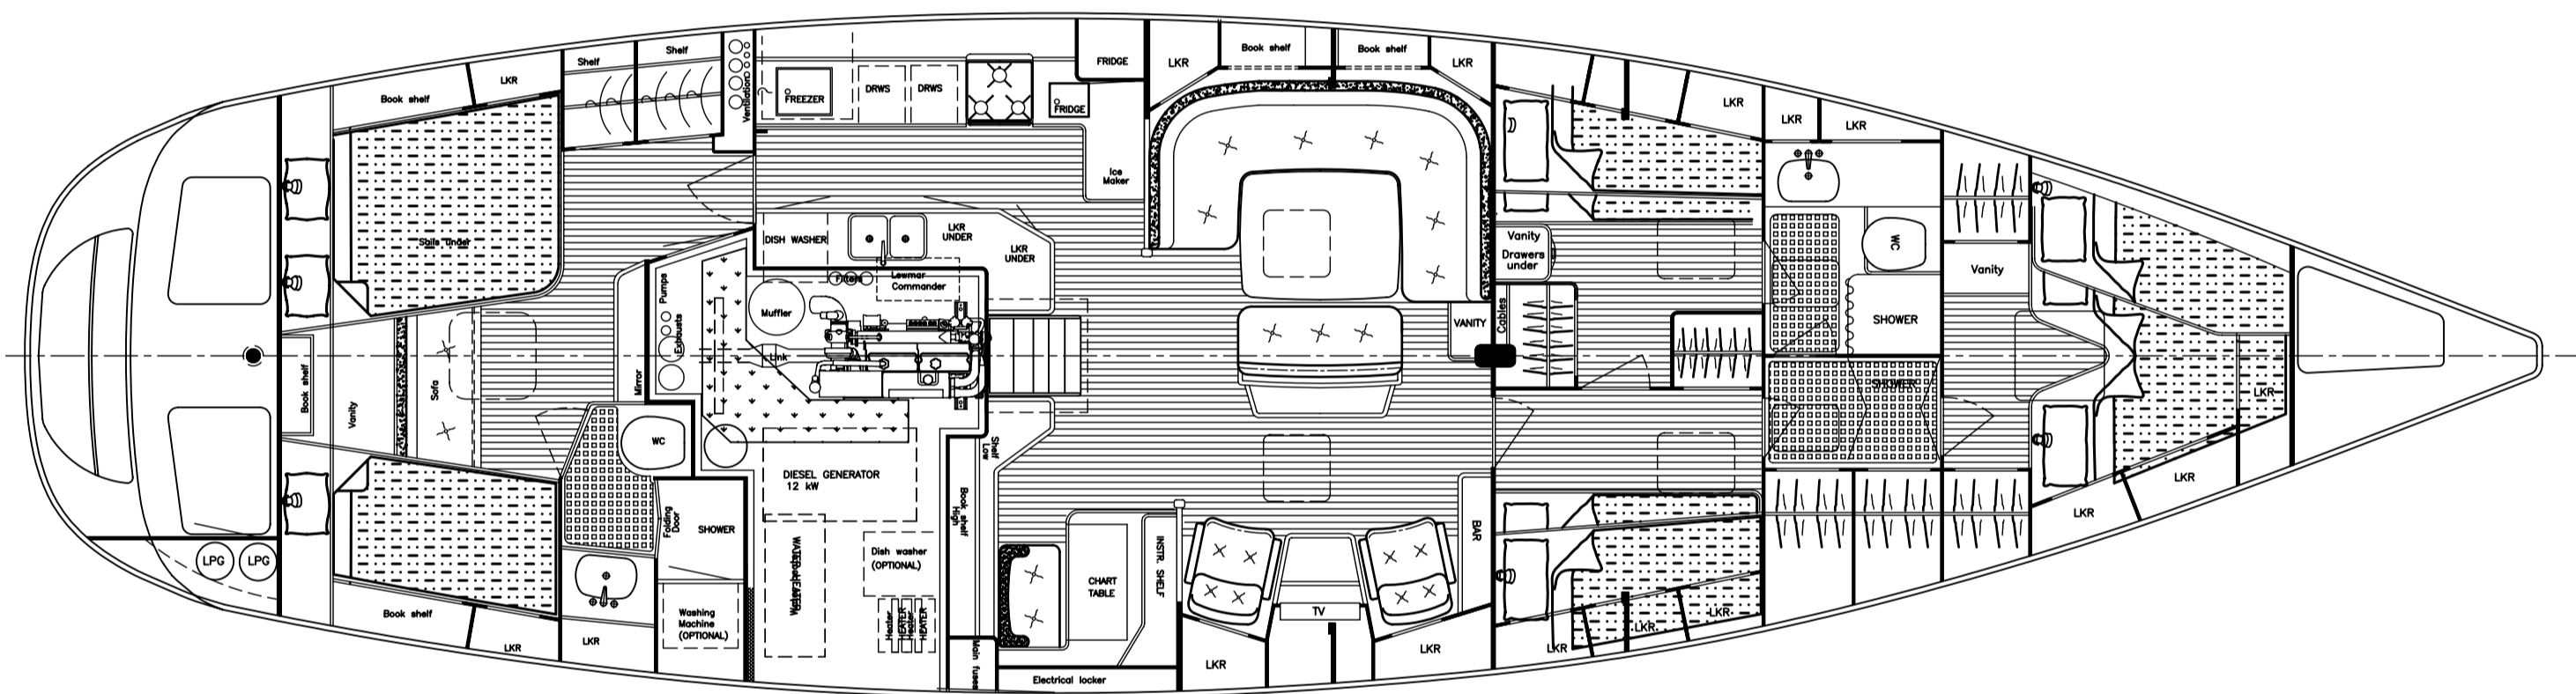 Book shelf
LKR
Shelf
Shelf
Ventilation
FREEZER
DRWS
DRWS
FRIDGE
FRIDGE
Ice
Maker
LKR
Book shelf
Book shelf
LKR
LKR
LKR
LKR
Sails under
DISH WASHER
LKR
UNDER
LKR
UNDER
Filters
Lewmar
Commander
Pumps
Exhausts
Muffler
Link
Mirror
Vanity
Drawers
under
Cables
VANITY
WC
SHOWER
SHOWER
Vanity
LKR
LKR
LKR
Book shelf
Vanity
Sofa
WC
Folding
Door
SHOWER
DIESEL GENERATOR
12 kW
Shelf
Low
Book shelf
High
Dish washer
(OPTIONAL)
Heater
HEATER
Heater
HEATER
Main fuses
CHART
TABLE
INSTR. SHELF
Electrical locker
BAR
TV
LKR
LKR
LKR
LKR
LKR
LPG
LPG
Book shelf
LKR
LKR
Washing
Machine
(OPTIONAL)